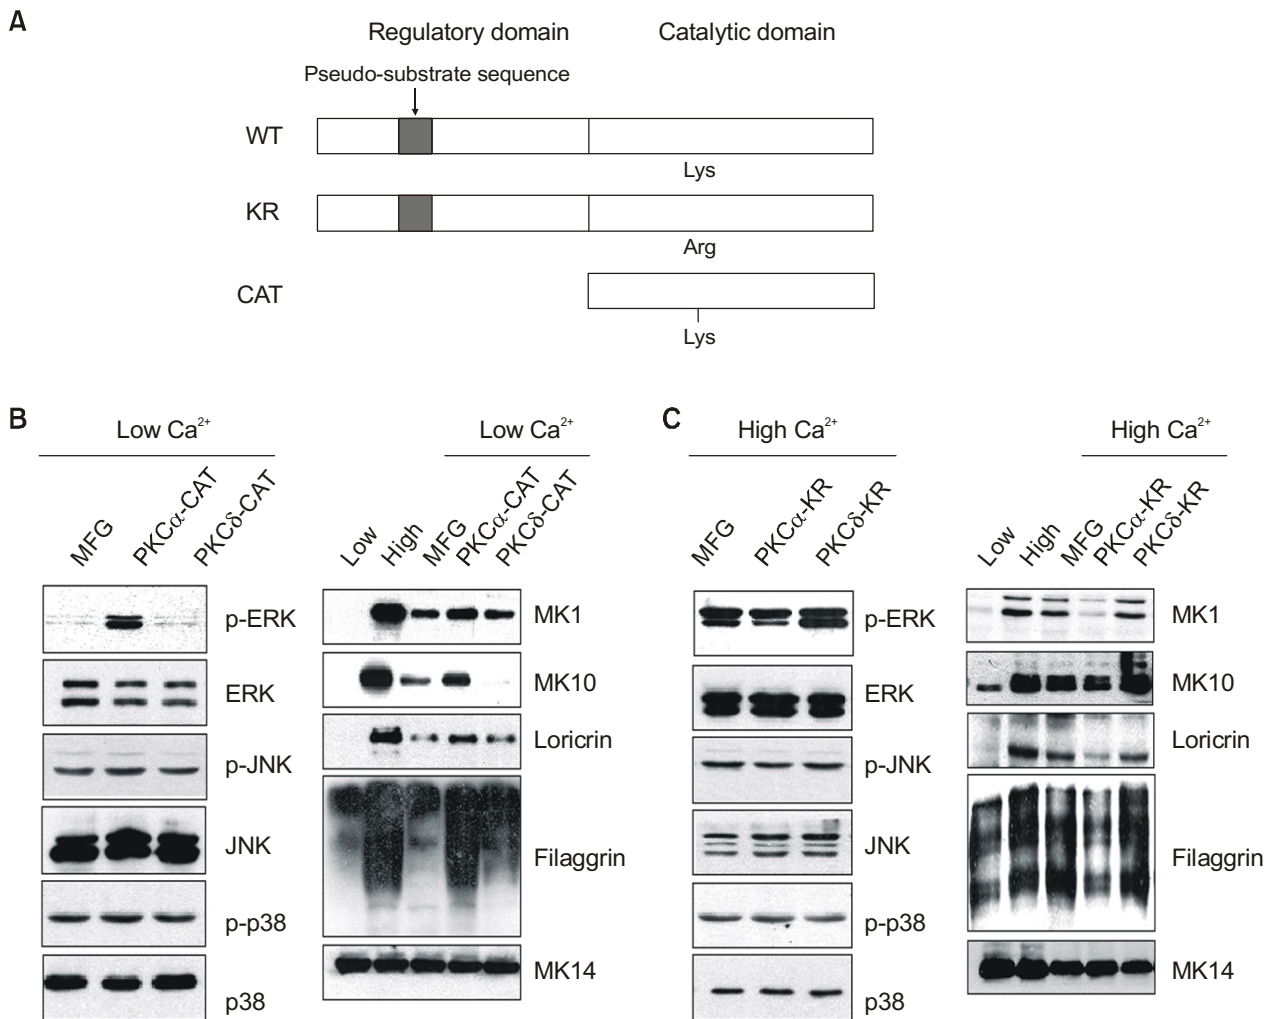 A
Regulatory domain Catalytic domain
Pseudo-substrate sequence
WT
Lys
KR
Arg
CAT
Lys
B
Low Ca2+
Low Ca2+
MFG
PKCα-CAT
PKCδ-CAT
Low
High
MFG
PKCα-CAT
PKCδ-CAT
p-ERK
ERK
p-JNK
JNK
p-p38
p38
MK1
MK10
Loricrin
Filaggrin
MK14
C
High Ca2+
High Ca2+
MFG
PKCα-KR
PKCδ-KR
Low
High
MFG
PKCα-KR
PKCδ-KR
p-ERK
ERK
p-JNK
JNK
p-p38
p38
MK1
MK10
Loricrin
Filaggrin
MK14